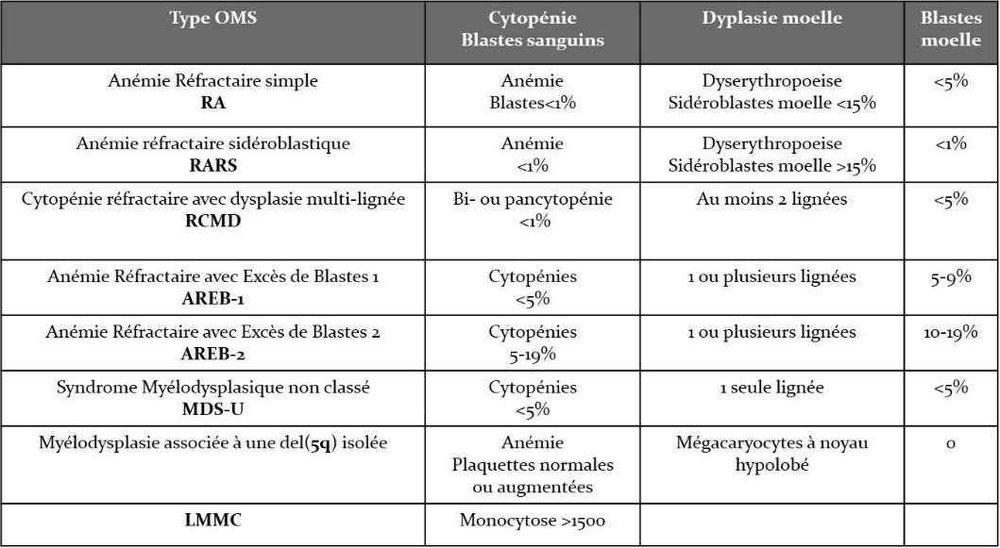 Type OMS
Cytopénie
Blastes sanguins
Dyplasie moelle
Blastes
moelle
Anémie Réfractaire simple
RA
Anémie
Blastes<1%
Dyserythropoeise
Sidéroblastes moelle <15%
<5%
Anémie réfractaire sidéroblastique
RARS
Anémie
<1%
Dyserythropoeise
Sidéroblastes moelle >15%
<1%
Cytopénie réfractaire avec dysplasie multi-lignée
RCMD
Bi- ou pancytopénie
<1%
Au moins 2 lignées
<5%
Anémie Réfractaire avec Excès de Blastes 1
AREB-1
Cytopénies
<5%
1 ou plusieurs lignées
5-9%
Anémie Réfractaire avec Excès de Blastes 2
AREB-2
Cytopénies
5-19%
1 ou plusieurs lignées
10-19%
Syndrome Myélodysplasique non classé
MDS-U
Cytopénies
<5%
1 seule lignée
<5%
Myélodysplasie associée à une del(5q) isolée
Anémie
Plaquettes normales
ou augmentées
Mégacaryocytes à noyau
hypolobé
0
LMMC
Monocytose >1500